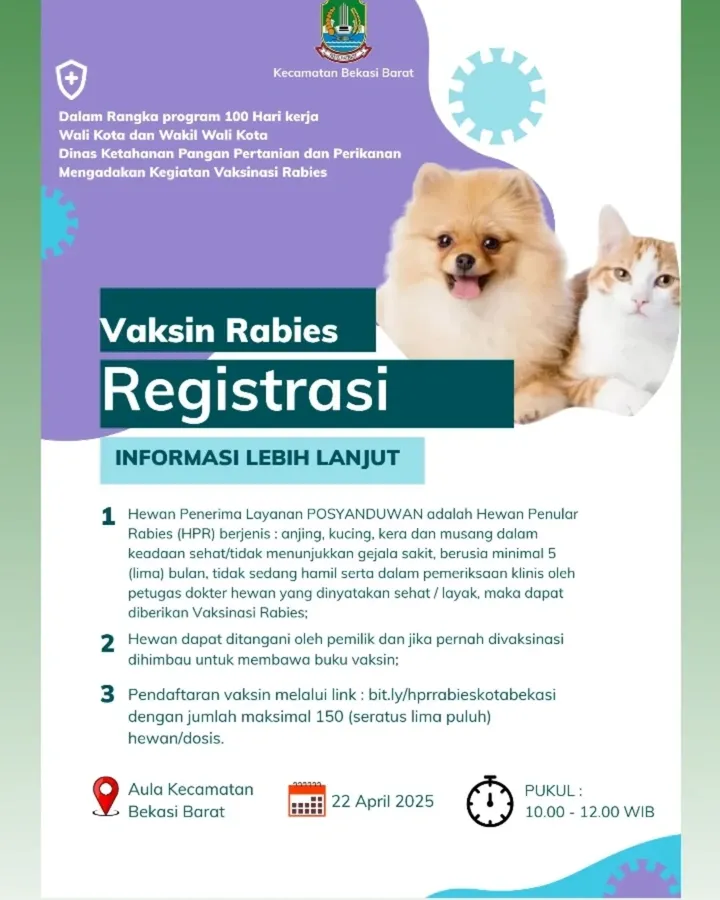 Kecamatan Bekasi Barat
Dalam Rangka program 100 Hari kerja
Wali Kota dan Wakil Wali Kota
Dinas Ketahanan Pangan Pertanian dan Perikanan
Mengadakan Kegiatan Vaksinasi Rabies
Vaksin Rabies
Registrasi
INFORMASI LEBIH LANJUT
1 Hewan Penerima Layanan POSYANDUWAN adalah Hewan Penular
Rabies (HPR) berjenis : anjing, kucing, kera dan musang dalam
keadaan sehat/tidak menunjukkan gejala sakit, berusia minimal 5
(lima) bulan, tidak sedang hamil serta dalam pemeriksaan klinis oleh
petugas dokter hewan yang dinyatakan sehat / layak, maka dapat
diberikan Vaksinasi Rabies;
2 Hewan dapat ditangani oleh pemilik dan jika pernah divaksinasi
dihimbau untuk membawa buku vaksin;
3 Pendaftaran vaksin melalui link : bit.ly/hprrabieskotabekasi
dengan jumlah maksimal 150 (seratus lima puluh)
hewan/dosis.
Aula Kecamatan
Bekasi Barat
22 April 2025
PUKUL :
10.00 - 12.00 WIB